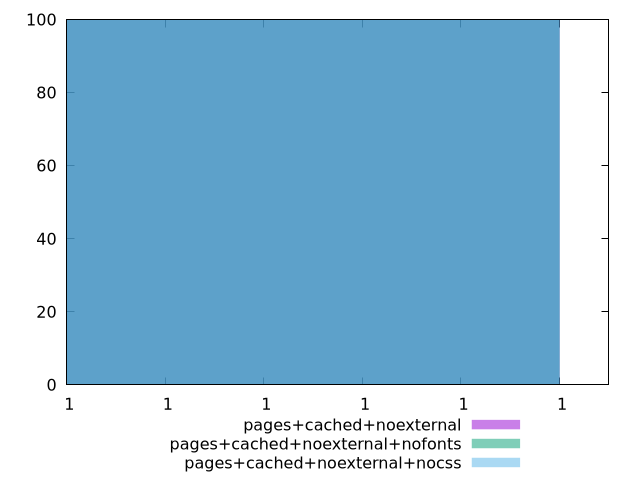 100
80
60
40
20
0
1 1 1 1 1 1
pages+cached+noexternal
pages+cached+noexternal+nofonts
pages+cached+noexternal+nocss